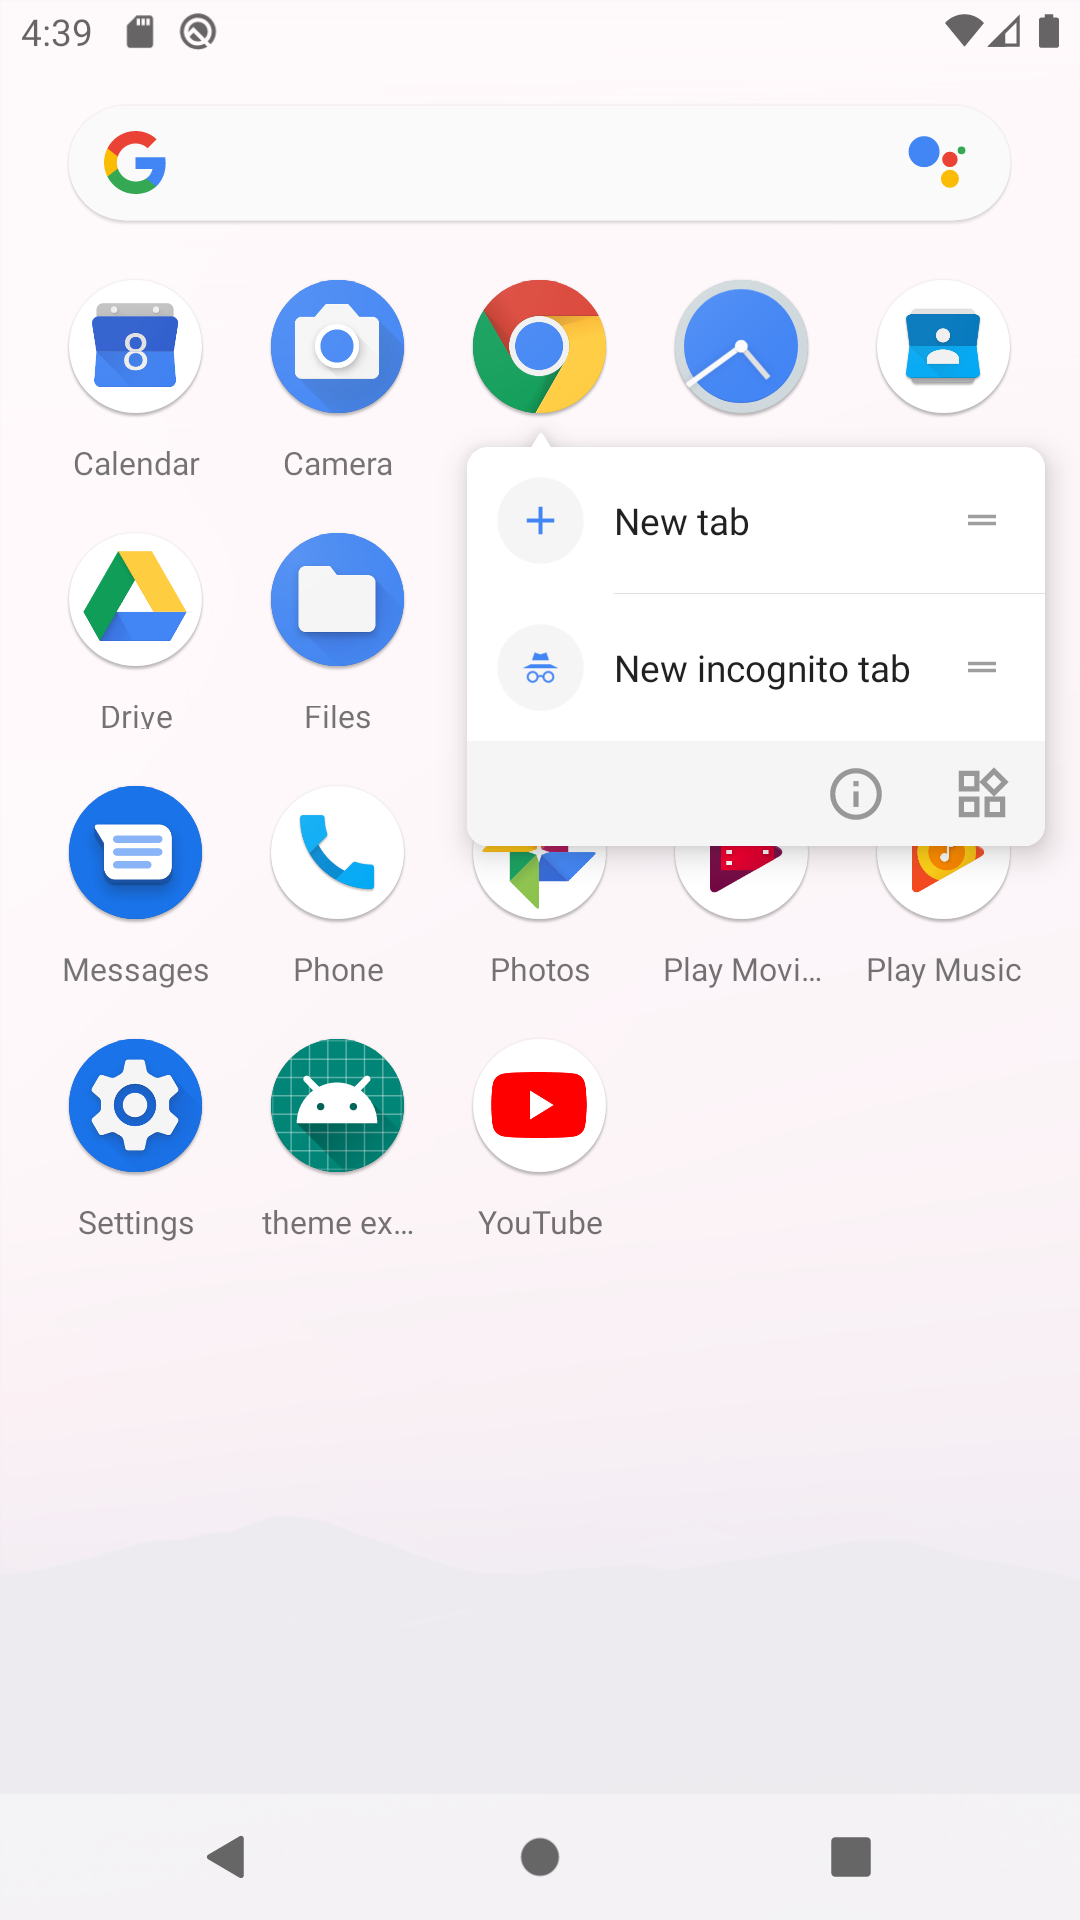 4:39
8
Calendar
Camera
New tab
New incognito tab
Drive
Files
Messages
Phone
Photos
Play Movi...
Play Music
Settings
theme ex...
YouTube